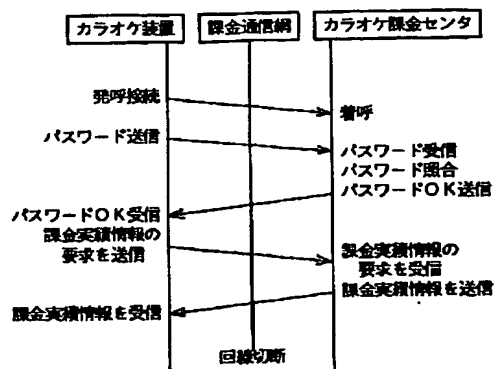 カラオケ装置
課金通信網
カラオケ課金センタ
発呼接続
着呼
パスワード送信
パスワード受信
パスワード照合
パスワードOK送信
パスワードOK受信
課金実績情報の
要求を送信
課金実績情報の
要求を受信
課金実績情報を送信
課金実績情報を受信
回線切断